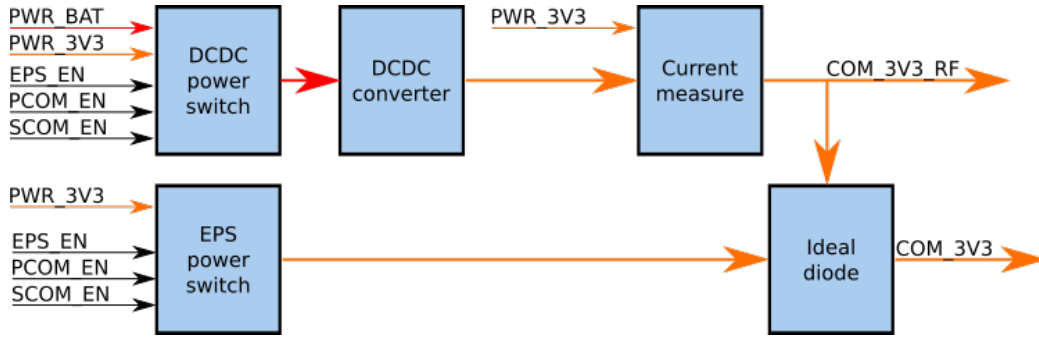 PWR_BAT
PWR_3V3
EPS_EN
PCOM_EN
SCOM_EN
DCDC
power
switch
DCDC
converter
PWR_3V3
Current
measure
COM_3V3_RF
PWR_3V3
EPS_EN
PCOM_EN
SCOM_EN
EPS
power
switch
Ideal
diode
COM_3V3